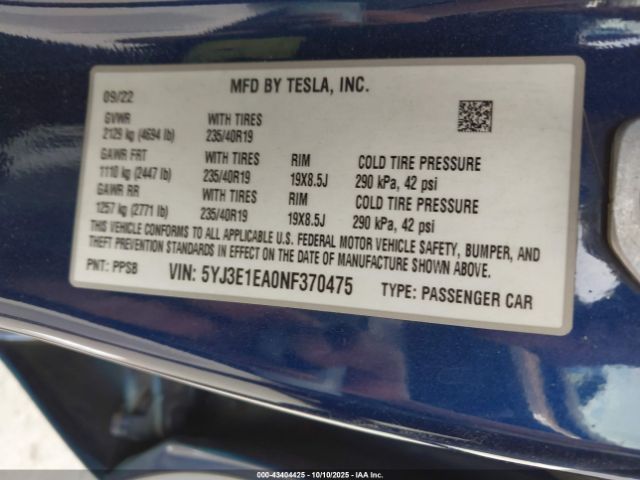 MFD BY TESLA, INC.
09/22
GVWR WITH TIRES
2129 kg (4694 lb) 235/40R19
GAWR FRT WITH TIRES RIM COLD TIRE PRESSURE
1110 kg (2447 lb) 235/40R19 19X8.5J 290 kPa, 42 psi
GAWR RR WITH TIRES RIM COLD TIRE PRESSURE
1257 kg (2771 lb) 235/40R19 19X8.5J 290 kPa, 42 psi
THIS VEHICLE CONFORMS TO ALL APPLICABLE U.S. FEDERAL MOTOR VEHICLE SAFETY, BUMPER, AND
THEFT PREVENTION STANDARDS IN EFFECT ON THE DATE OF MANUFACTURE SHOWN ABOVE.
PNT: PPSB VIN: 5YJ3E1EA0NF370475 TYPE: PASSENGER CAR
000-43404425 - 10/10/2025 - IAA Inc.